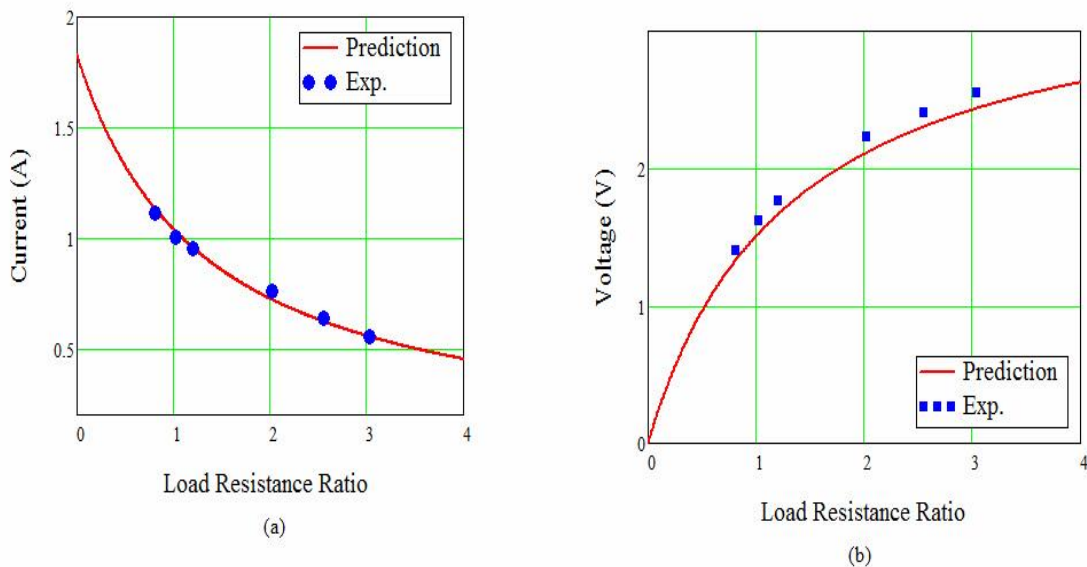 2
1.5
1
0.5
0 1 2 3 4
Current (A)
Prediction
Exp.
Load Resistance Ratio
(a)
2
1
0
0 1 2 3 4
Voltage (V)
Prediction
Exp.
Load Resistance Ratio
(b)